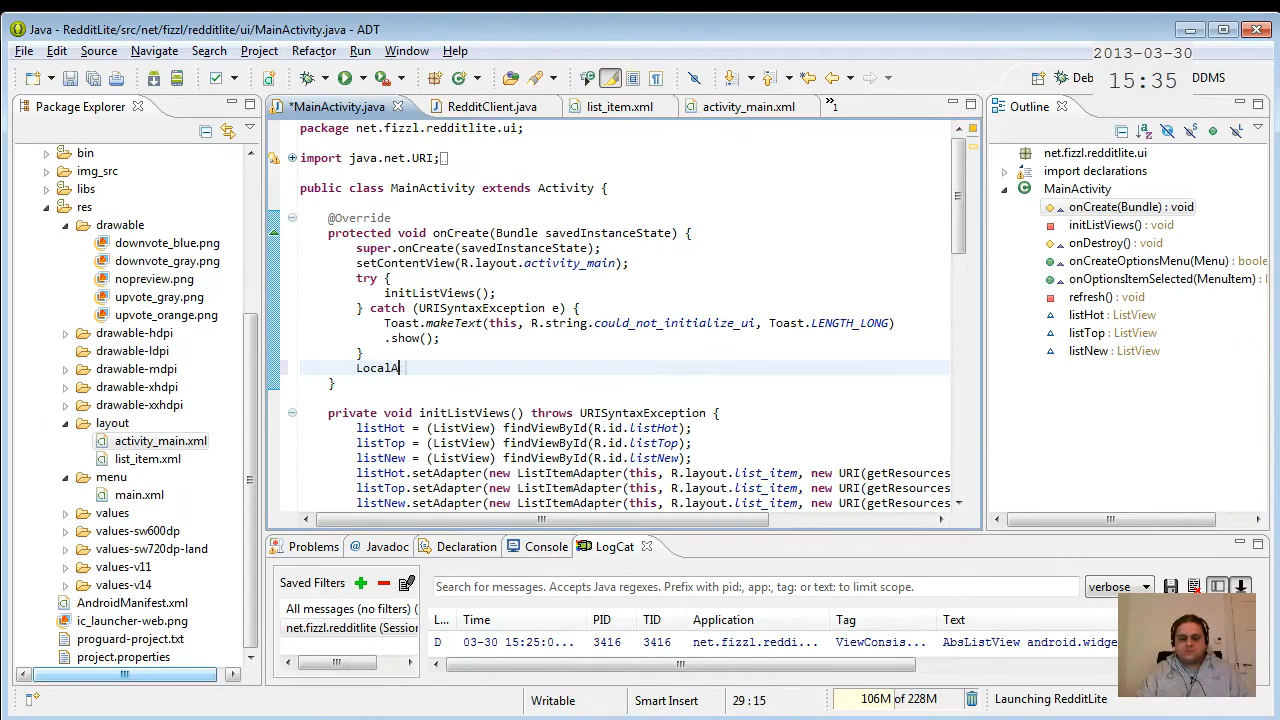 Java - RedditLite/src/net/fizzl/redditlite/ui/MainActivity.java - ADT
File Edit Source Navigate Search Project Refactor Run Window Help
2013-03-30
15:35
Deb
DDMS
Package Explorer
bin
img_src
libs
res
drawable
downvote_blue.png
downvote_gray.png
nopreview.png
upvote_gray.png
upvote_orange.png
drawable-hdpi
drawable-ldpi
drawable-mdpi
drawable-xhdpi
drawable-xxhdpi
layout
activity_main.xml
list_item.xml
menu
main.xml
values
values-sw600dp
values-sw720dp-land
values-v11
values-v14
AndroidManifest.xml
ic_launcher-web.png
proguard-project.txt
project.properties
*MainActivity.java RedditClient.java list_item.xml activity_main.xml »1
package net.fizzl.redditlite.ui;
import java.net.URI;
public class MainActivity extends Activity {
@Override
protected void onCreate(Bundle savedInstanceState) {
super.onCreate(savedInstanceState);
setContentView(R.layout.activity_main);
try {
initListViews();
} catch (URISyntaxException e) {
Toast.makeText(this, R.string.could_not_initialize_ui, Toast.LENGTH_LONG)
.show();
}
LocalA
}
private void initListViews() throws URISyntaxException {
listHot = (ListView) findViewById(R.id.listHot);
listTop = (ListView) findViewById(R.id.listTop);
listNew = (ListView) findViewById(R.id.listNew);
listHot.setAdapter(new ListItemAdapter(this, R.layout.list_item, new URI(getResources
listTop.setAdapter(new ListItemAdapter(this, R.layout.list_item, new URI(getResources
listNew.setAdapter(new ListItemAdapter(this, R.layout.list_item, new URI(getResources
Outline
net.fizzl.redditlite.ui
import declarations
MainActivity
onCreate(Bundle) : void
initListViews() : void
onDestroy() : void
onCreateOptionsMenu(Menu) : boole
onOptionsItemSelected(MenuItem)
refresh() : void
listHot : ListView
listTop : ListView
listNew : ListView
Problems @ Javadoc Declaration Console LogCat
Saved Filters
All messages (no filters) (
net.fizzl.redditlite (Session
Search for messages. Accepts Java regexes. Prefix with pid:, app:, tag: or text: to limit scope.
verbose
L... Time PID TID Application Tag Text
D 03-30 15:25:0... 3416 3416 net.fizzl.reddi... ViewConsis... AbsListView android.widge
Writable Smart Insert 29 : 15 106M of 228M Launching RedditLite